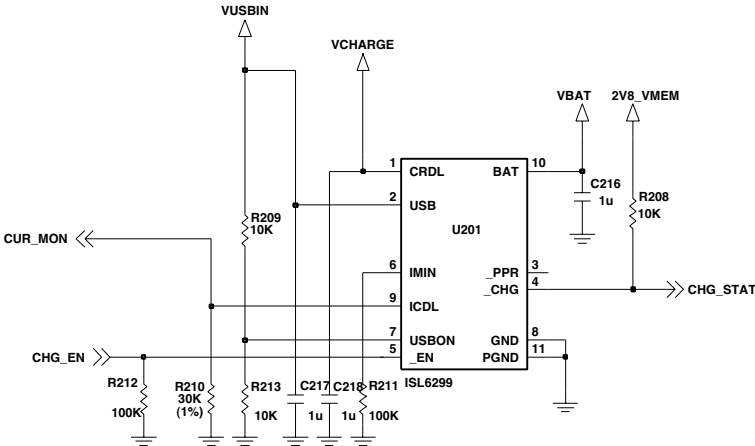 VUSBIN
VCHARGE
VBAT
2V8_VMEM
1
CRDL
BAT
10
C216
1u
R208
10K
2
USB
U201
R209
10K
CUR_MON
6
IMIN
_PPR
3
_CHG
4
CHG_STAT
9
ICDL
7
USBON
GND
8
CHG_EN
5
_EN
PGND
11
ISL6299
R212
100K
R210
30K
(1%)
R213
10K
C217
1u
C218
1u
R211
100K